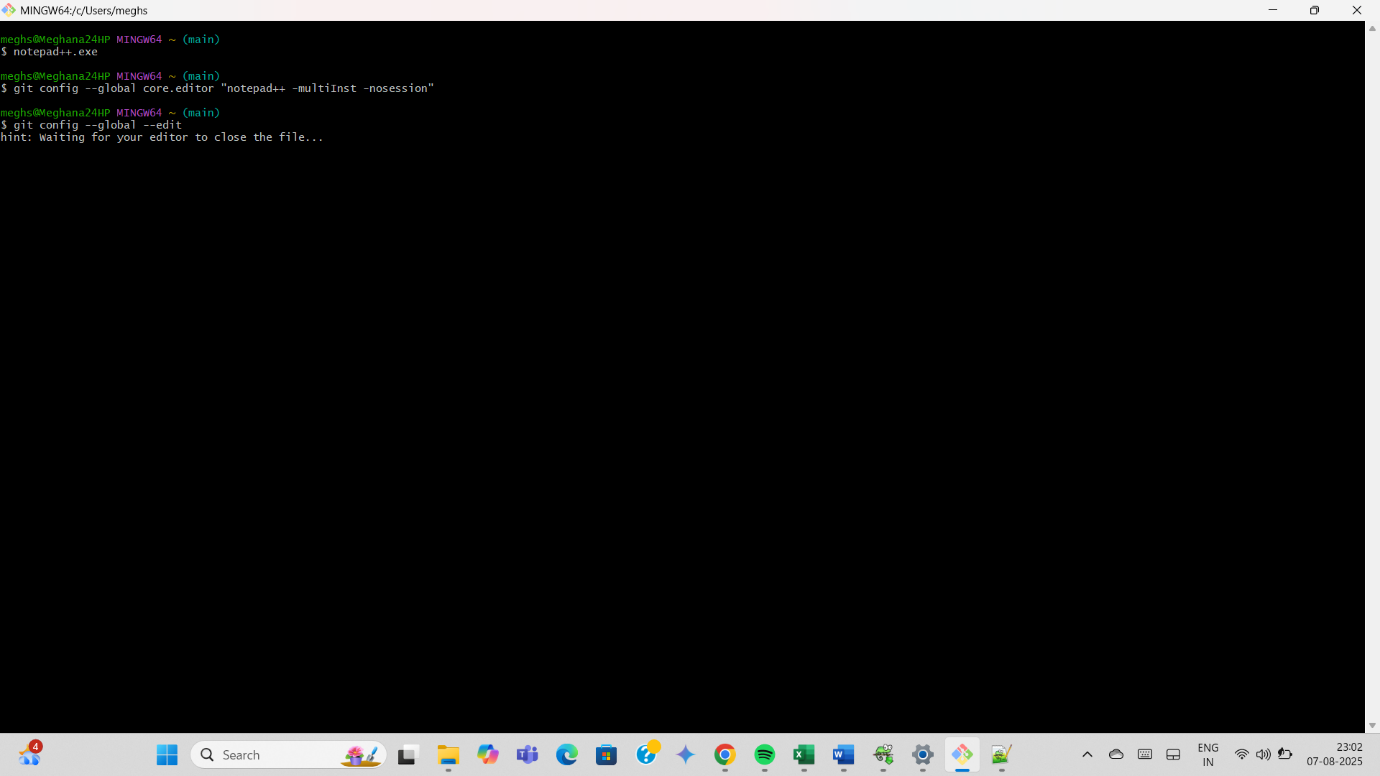 MINGW64:/c/Users/meghs
meghs@Meghana24HP MINGW64 ~ (main)
$ notepad++.exe
meghs@Meghana24HP MINGW64 ~ (main)
$ git config --global core.editor "notepad++ -multiInst -nosession"
meghs@Meghana24HP MINGW64 ~ (main)
$ git config --global --edit
hint: Waiting for your editor to close the file...
4
Search
ENG
IN
23:02
07-08-2025